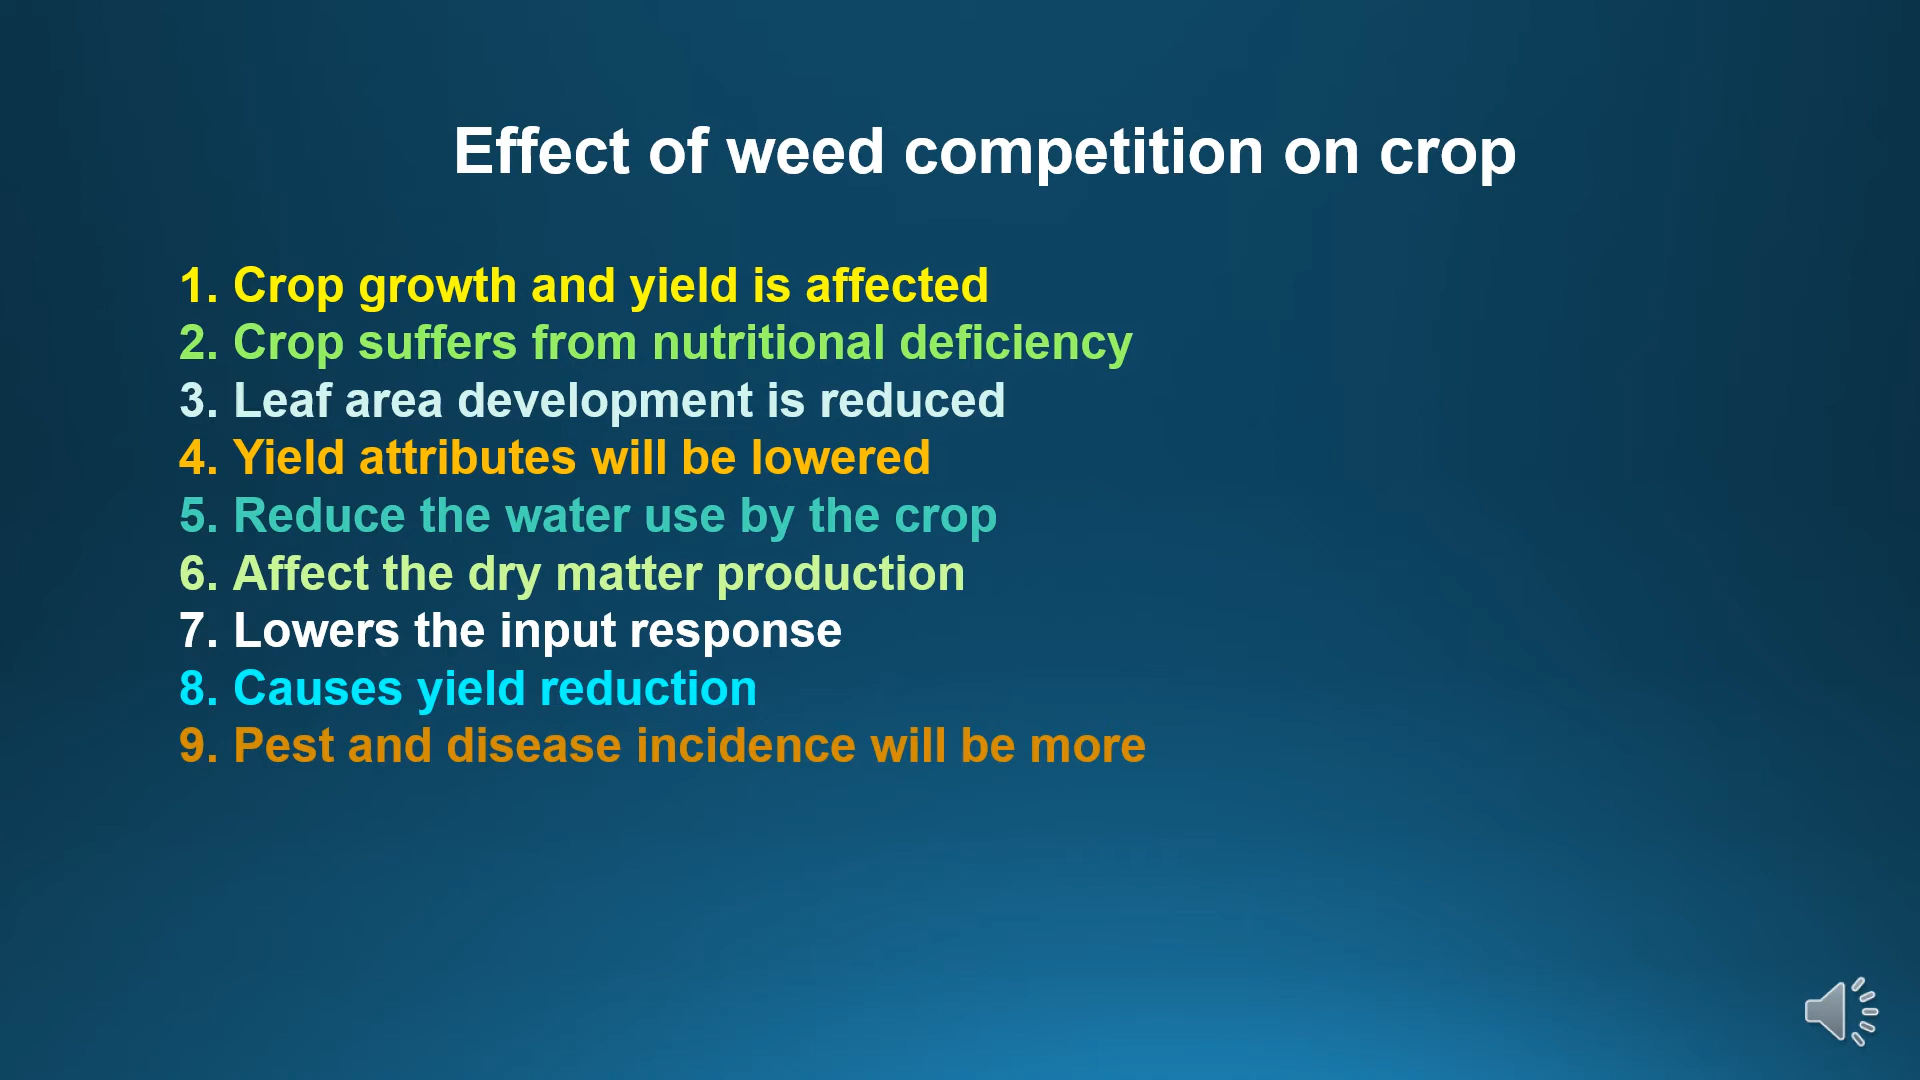 Effect of weed competition on crop
1. Crop growth and yield is affected
2. Crop suffers from nutritional deficiency
3. Leaf area development is reduced
4. Yield attributes will be lowered
5. Reduce the water use by the crop
6. Affect the dry matter production
7. Lowers the input response
8. Causes yield reduction
9. Pest and disease incidence will be more